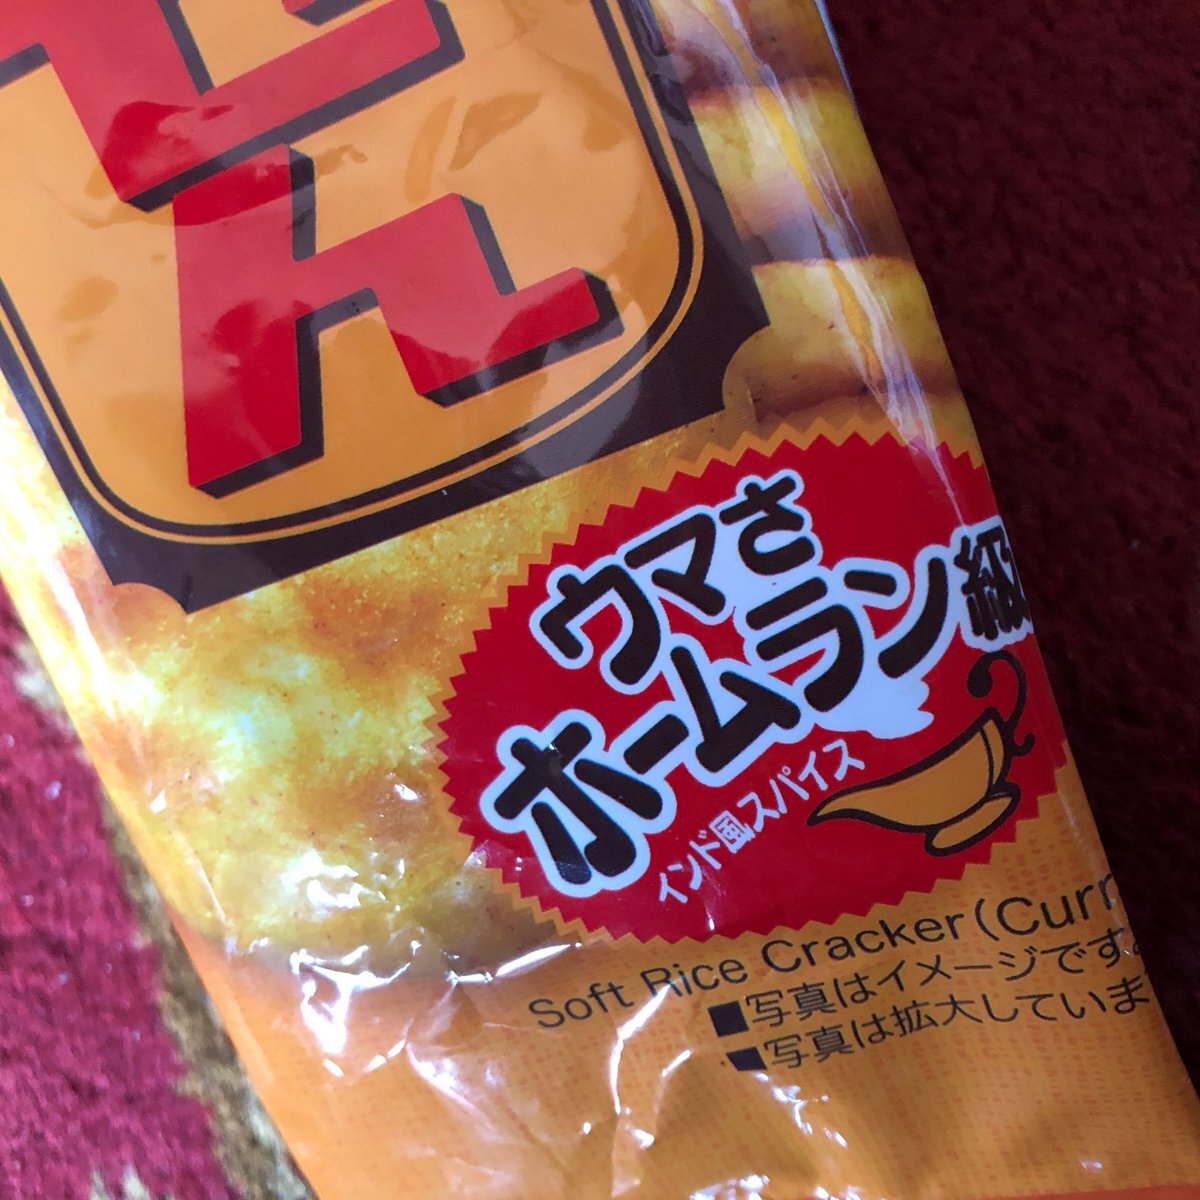 せん
ウマさ
ホームラン級
インド風スパイス
Soft Rice Cracker (Curr
■写真はイメージです
■写真は拡大していま